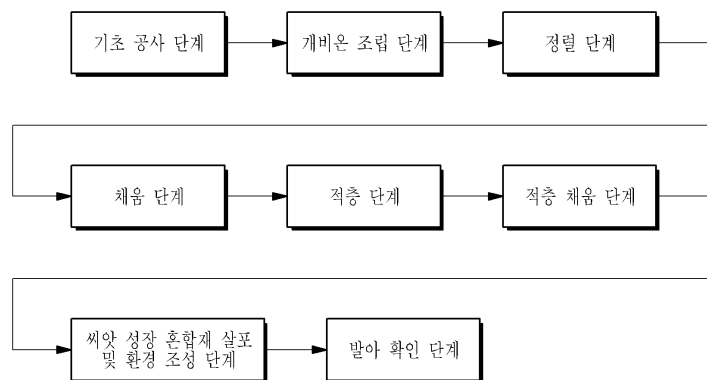 기초 공사 단계
개비온 조립 단계
정렬 단계
채움 단계
적층 단계
적층 채움 단계
씨앗 성장 혼합재 살포
및 환경 조성 단계
발아 확인 단계